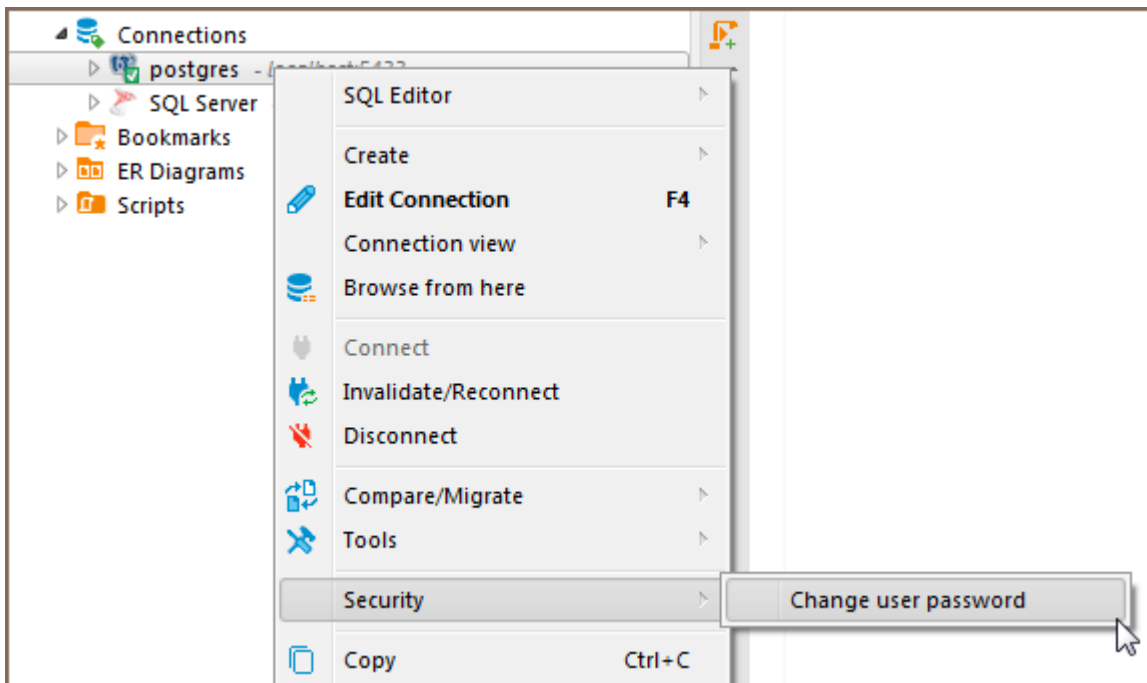 Connections
postgres -
SQL Server
Bookmarks
ER Diagrams
Scripts
SQL Editor
Create
Edit Connection F4
Connection view
Browse from here
Connect
Invalidate/Reconnect
Disconnect
Compare/Migrate
Tools
Security
Change user password
Copy Ctrl+C